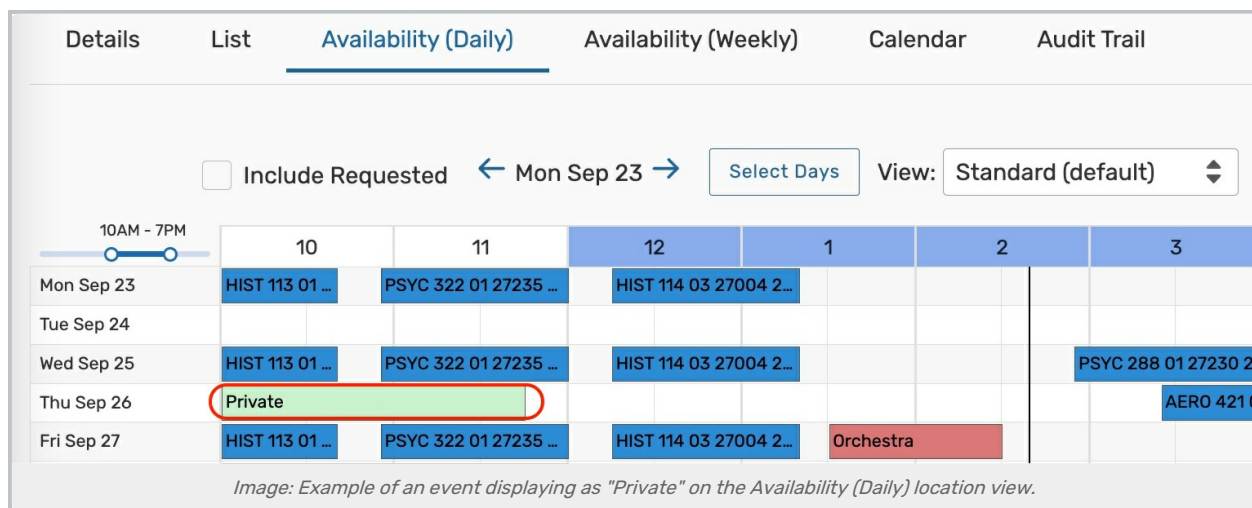 Details List Availability (Daily) Availability (Weekly) Calendar Audit Trail
Include Requested ← Mon Sep 23 → Select Days View: Standard (default)
10AM - 7PM
10 11 12 1 2 3
Mon Sep 23 HIST 113 01 ... PSYC 322 01 27235 ... HIST 114 03 27004 2...
Tue Sep 24
Wed Sep 25 HIST 113 01 ... PSYC 322 01 27235 ... HIST 114 03 27004 2... PSYC 288 01 27230 2
Thu Sep 26 Private AERO 421
Fri Sep 27 HIST 113 01 ... PSYC 322 01 27235 ... HIST 114 03 27004 2... Orchestra
Image: Example of an event displaying as "Private" on the Availability (Daily) location view.